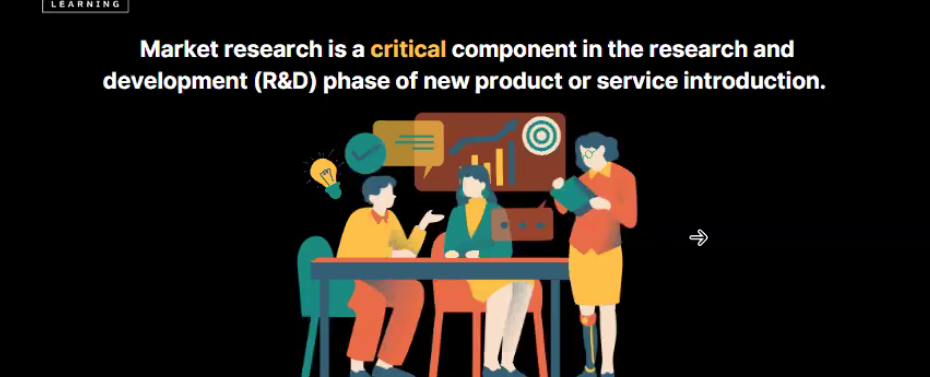 LEARNING
Market research is a critical component in the research and
development (R&D) phase of new product or service introduction.